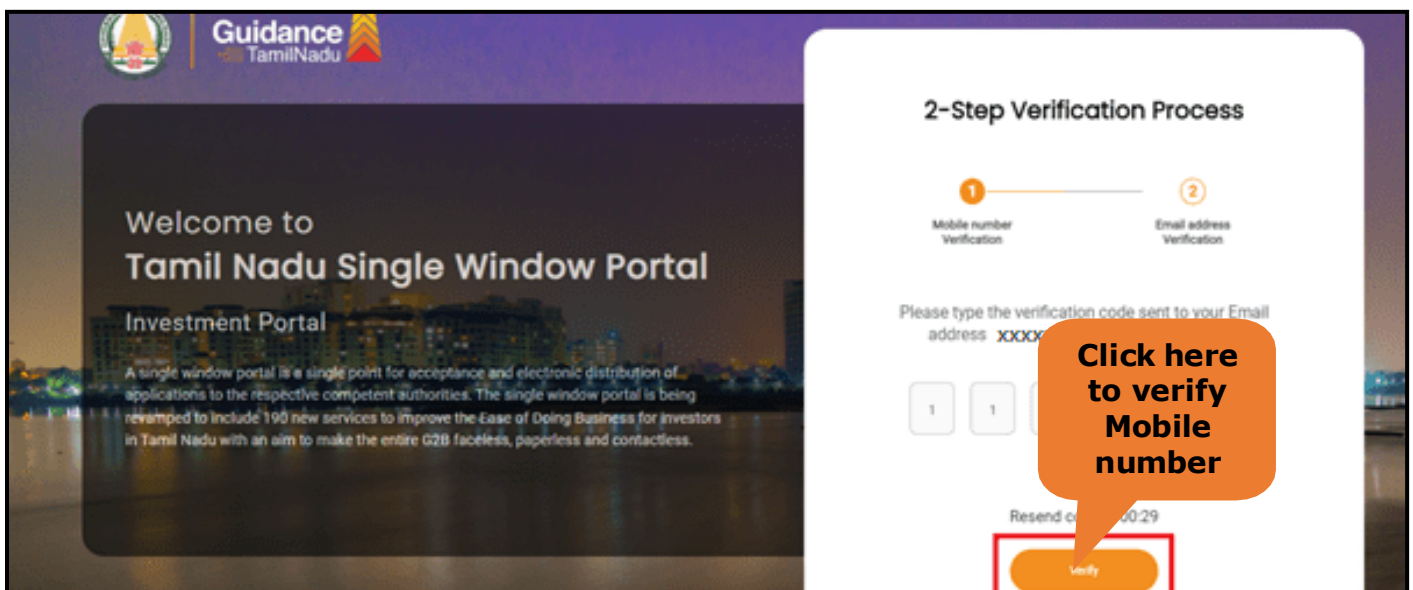 Guidance
TamilNadu
Welcome to
Tamil Nadu Single Window Portal
Investment Portal
A single window portal is a single point for acceptance and electronic distribution of
applications to the respective competent authorities. The single window portal is being
revamped to include 190 new services to improve the Ease of Doing Business for investors
in Tamil Nadu with an aim to make the entire G2B faceless, paperless and contactless.
2-Step Verification Process
1
2
Mobile number
Verification
Email address
Verification
Please type the verification code sent to your Email
address XXXX
1 1
Click here
to verify
Mobile
number
Resend 00:29
Verify